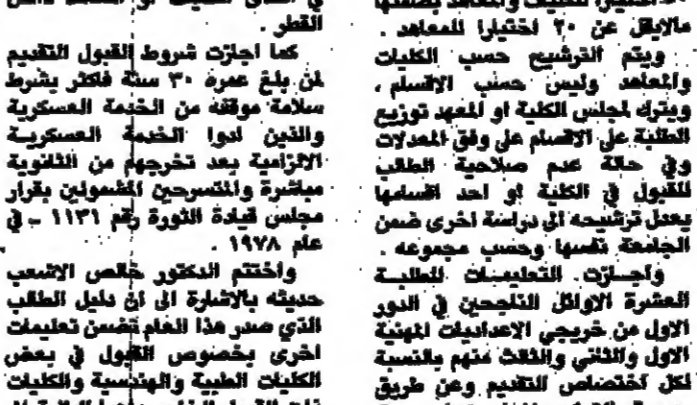 اختيارا للكليات والمعاهد بضمنها
مالايقل عن ٢٠ اختيارا للمعاهد .
ويتم الترشيح حسب الكليات
والمعاهد وليس حسب الاقسام ،
ويترك لمجلس الكلية او المعهد توزيع
الطلبة على الاقسام على وفق المعدلات
وفي حالة عدم صلاحية الطالب
للقبول في الكلية او احد اقسامها
يعدل ترشيحه الى دراسة اخرى ضمن
الجامعة نفسها وحسب مجموعه .
واجازت التعليمات للطلبة
العشرة الاوائل الناجحين في الدور
الاول من خريجي الاعداديات المهنية
الاول والثاني والثالث منهم بالنسبة
لكل اختصاص التقديم وعن طريق
القطر .
كما اجازت شروط القبول التقديم
لمن بلغ عمره ٣٠ سنة فاكثر بشرط
سلامة موقفه من الخدمة العسكرية
والذين ادوا الخدمة العسكرية
الالزامية بعد تخرجهم من الثانوية
مباشرة والمتسرحين المشمولين بقرار
مجلس قيادة الثورة رقم ١١٣١ - في
عام ١٩٧٨ .
واختتم الدكتور خالص الاشعب
حديثه بالاشارة الى ان دليل الطالب
الذي صدر هذا العام تضمن تعليمات
اخرى بخصوص القبول في بعض
الكليات الطبية والهندسية والكليات